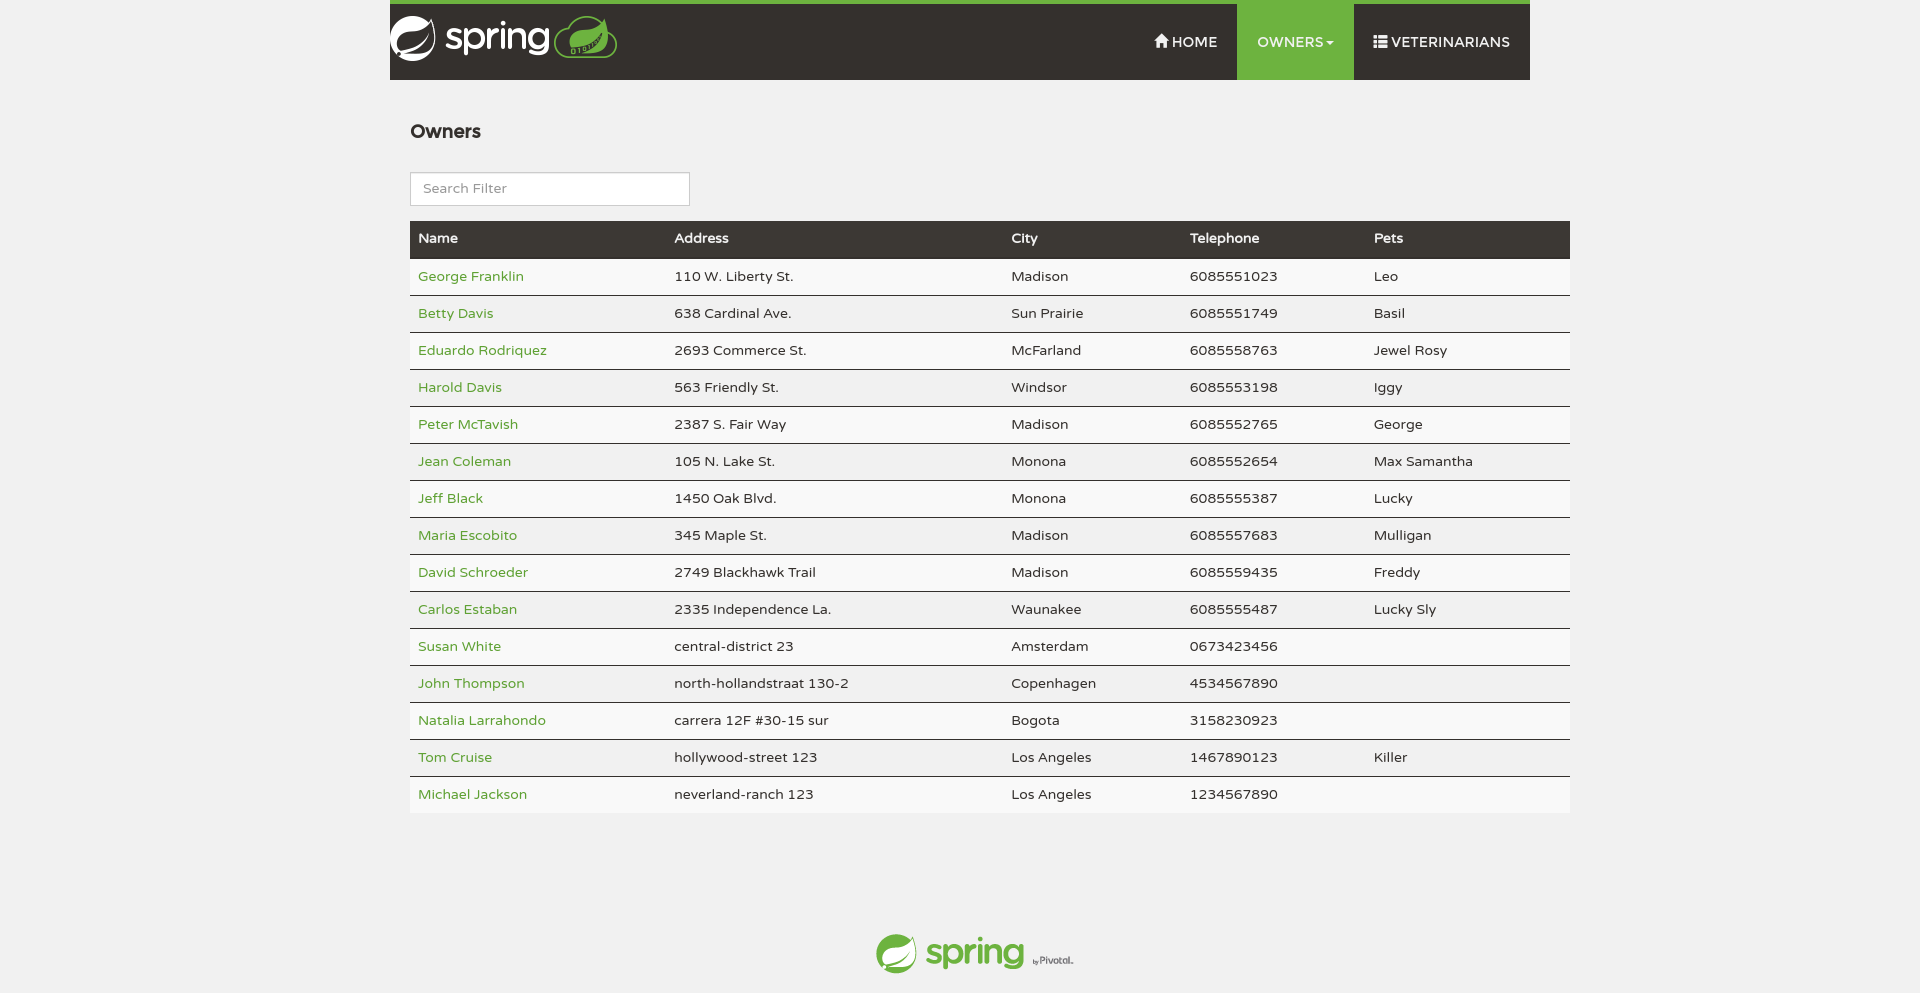 spring
HOME OWNERS VETERINARIANS
Owners
Search Filter
Name Address City Telephone Pets
George Franklin 110 W. Liberty St. Madison 6085551023 Leo
Betty Davis 638 Cardinal Ave. Sun Prairie 6085551749 Basil
Eduardo Rodriquez 2693 Commerce St. McFarland 6085558763 Jewel Rosy
Harold Davis 563 Friendly St. Windsor 6085553198 Iggy
Peter McTavish 2387 S. Fair Way Madison 6085552765 George
Jean Coleman 105 N. Lake St. Monona 6085552654 Max Samantha
Jeff Black 1450 Oak Blvd. Monona 6085555387 Lucky
Maria Escobito 345 Maple St. Madison 6085557683 Mulligan
David Schroeder 2749 Blackhawk Trail Madison 6085559435 Freddy
Carlos Estaban 2335 Independence La. Waunakee 6085555487 Lucky Sly
Susan White central-district 23 Amsterdam 0673423456
John Thompson north-hollandstraat 130-2 Copenhagen 4534567890
Natalia Larrahondo carrera 12F #30-15 sur Bogota 3158230923
Tom Cruise hollywood-street 123 Los Angeles 1467890123 Killer
Michael Jackson neverland-ranch 123 Los Angeles 1234567890
spring by Pivotal.